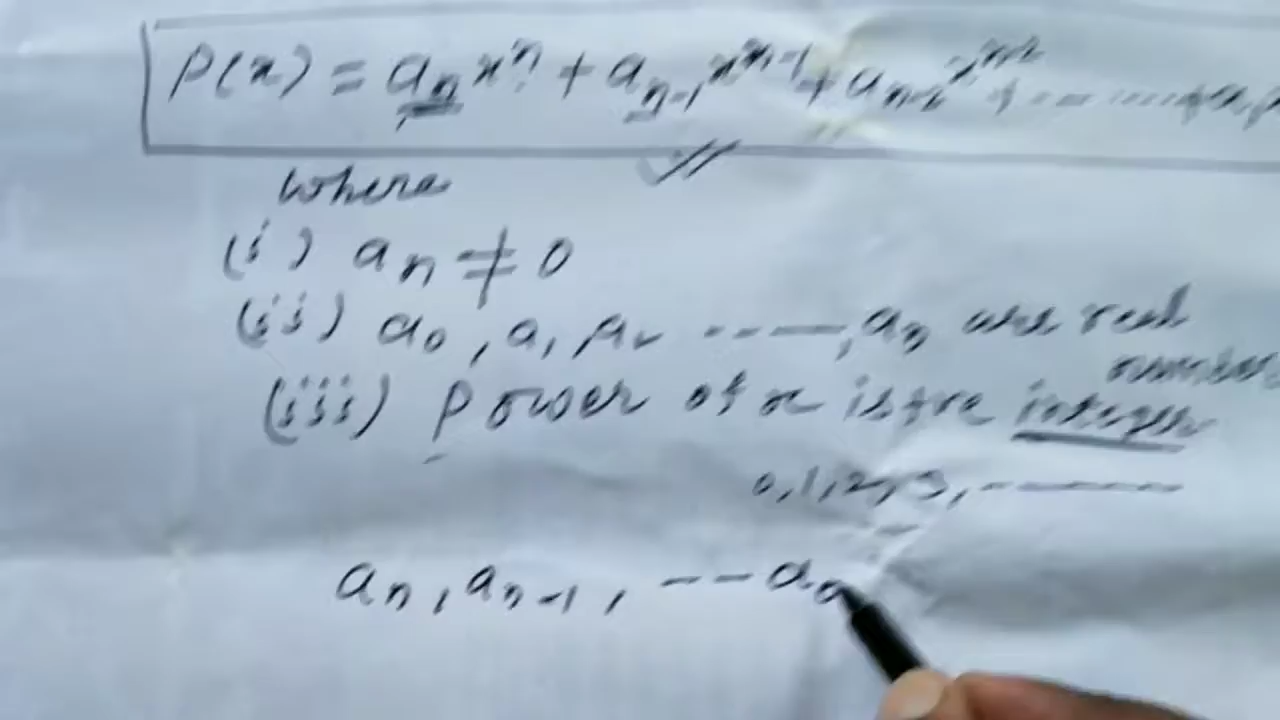 P(x) = aₙxⁿ + aₙ₋₁xⁿ⁻¹ + aₙ₋₂xⁿ⁻² + - - - - - - - +
where
(i) aₙ ≠ 0
(ii) a₀, a₁ a₂ - - - -, aₙ are real
number
(iii) Power of x is +ve integer
0, 1, 2, 3, - - - - -
aₙ, aₙ₋₁, - - a₀